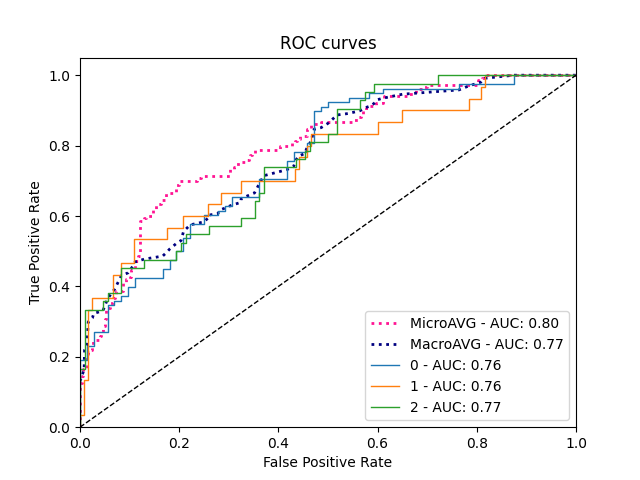 ROC curves
True Positive Rate
1.0
0.8
0.6
0.4
0.2
0.0
0.0 0.2 0.4 0.6 0.8 1.0
False Positive Rate
MicroAVG - AUC: 0.80
MacroAVG - AUC: 0.77
0 - AUC: 0.76
1 - AUC: 0.76
2 - AUC: 0.77